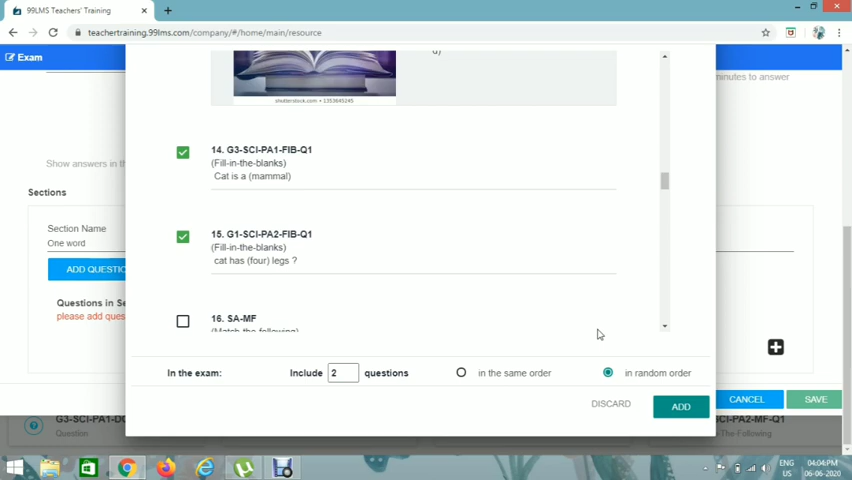 99LMS Teachers' Training
teachertraining.99lms.com/company/#/home/main/resource
Exam
minutes to answer
d)
shutterstock.com • 1353645245
14. G3-SCI-PA1-FIB-Q1
(Fill-in-the-blanks)
Cat is a (mammal)
Show answers in th
Sections
Section Name
One word
15. G1-SCI-PA2-FIB-Q1
(Fill-in-the-blanks)
cat has (four) legs ?
ADD QUESTIO
Questions in Se
please add ques
16. SA-MF
(Match the following)
In the exam:
Include 2 questions
in the same order
in random order
DISCARD
ADD
CANCEL
SAVE
G3-SCI-PA1-DC
Question
PA2-MF-Q1
-The-Following
ENG
US
04:04:PM
06-06-2020